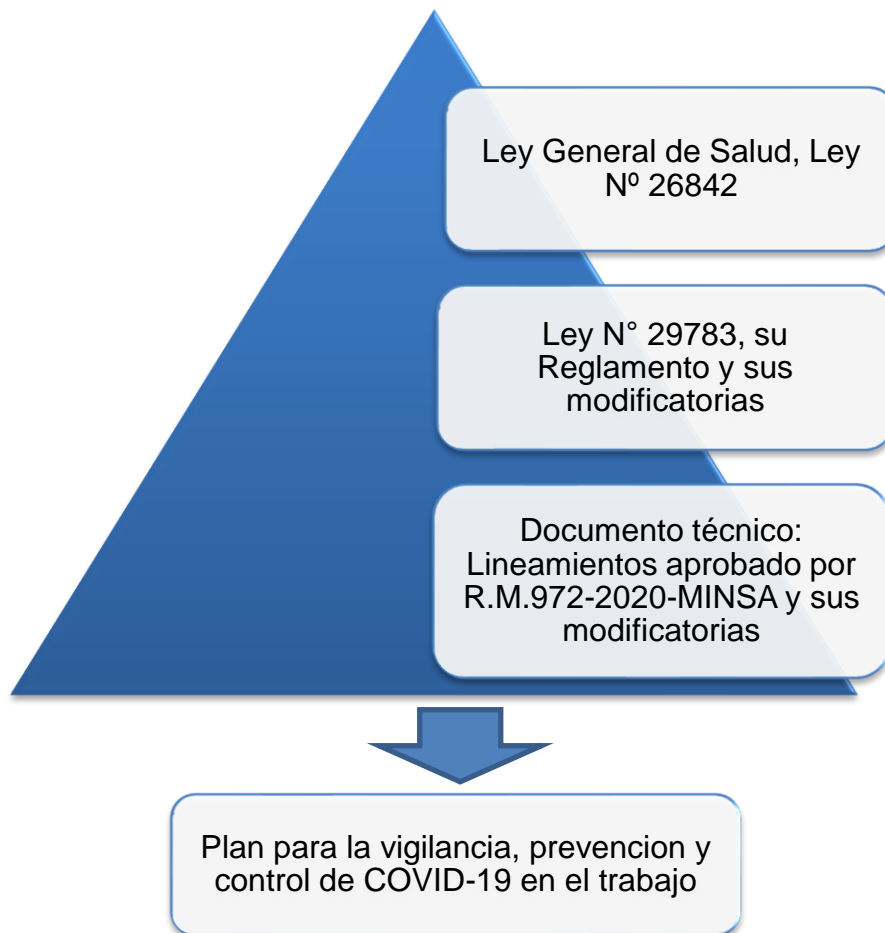 Ley General de Salud, Ley
Nº 26842
Ley N° 29783, su
Reglamento y sus
modificatorias
Documento técnico:
Lineamientos aprobado por
R.M.972-2020-MINSA y sus
modificatorias
Plan para la vigilancia, prevencion y
control de COVID-19 en el trabajo